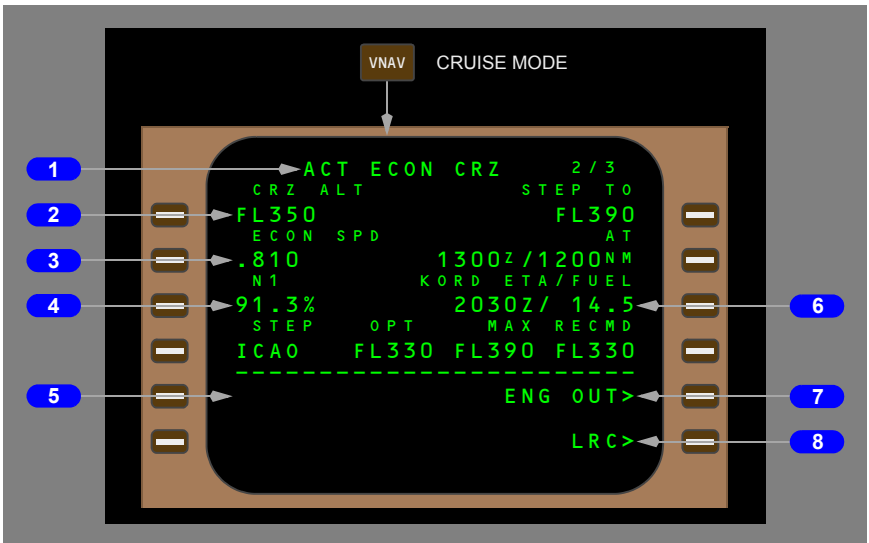 VNAV CRUISE MODE
1 ACT ECON CRZ 2/3
CRZ ALT STEP TO
2 FL350 FL390
ECON SPD AT
3 .810 1300Z/1200NM
N1 KORD ETA/FUEL
4 91.3% 2030Z/ 14.5 6
STEP OPT MAX RECMD
ICAO FL330 FL390 FL330
--------------------------
5 ENG OUT> 7
LRC> 8